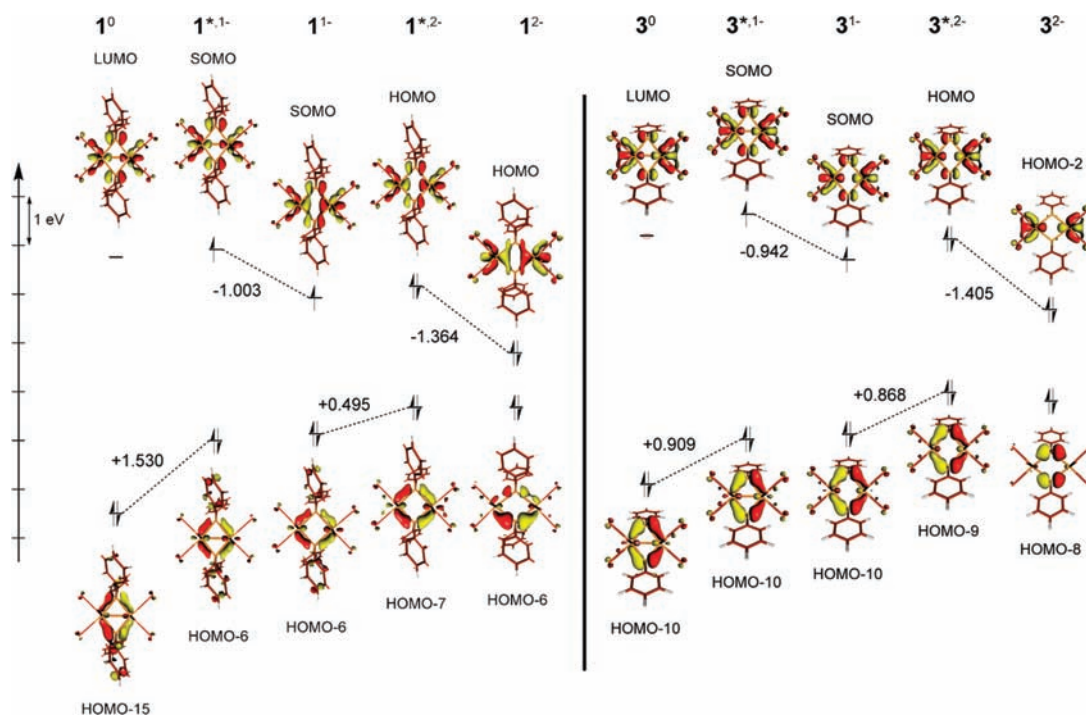 1⁰ 1*,1- 1¹⁻ 1*,2- 1²⁻ 3⁰ 3*,1- 3¹⁻ 3*,2- 3²⁻
LUMO SOMO SOMO HOMO HOMO LUMO SOMO SOMO HOMO HOMO-2
1 eV
-1.003 -1.364 -0.942 -1.405
+1.530 +0.495 +0.909 +0.868
HOMO-15 HOMO-6 HOMO-6 HOMO-7 HOMO-6 HOMO-10 HOMO-10 HOMO-10 HOMO-9 HOMO-8